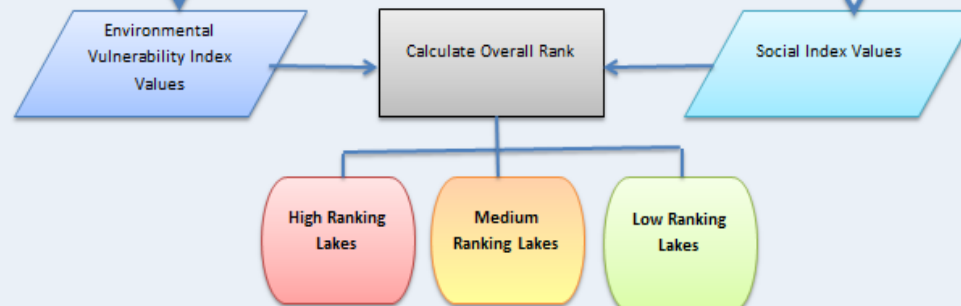 Environmental
Vulnerability Index
Values
Calculate Overall Rank
Social Index Values
High Ranking
Lakes
Medium
Ranking Lakes
Low Ranking
Lakes